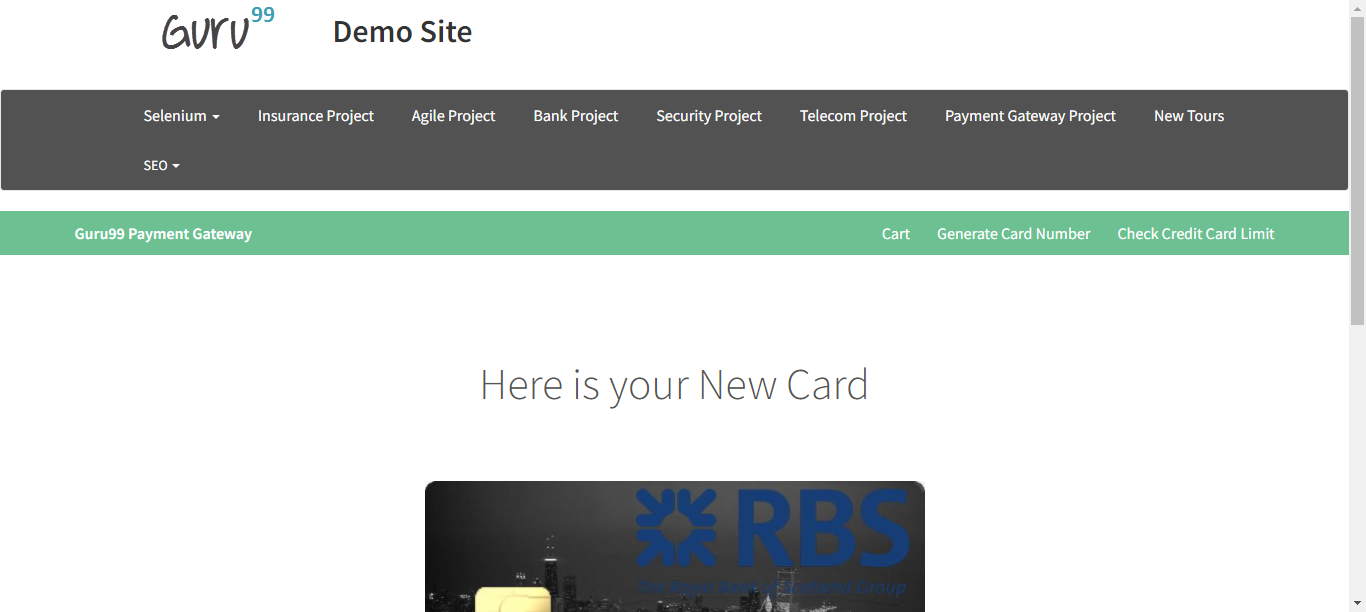 Guru99
Demo Site
Selenium Insurance Project Agile Project Bank Project Security Project Telecom Project Payment Gateway Project New Tours
SEO
Guru99 Payment Gateway Cart Generate Card Number Check Credit Card Limit
Here is your New Card
RBS
The Royal Bank of Scotland Group